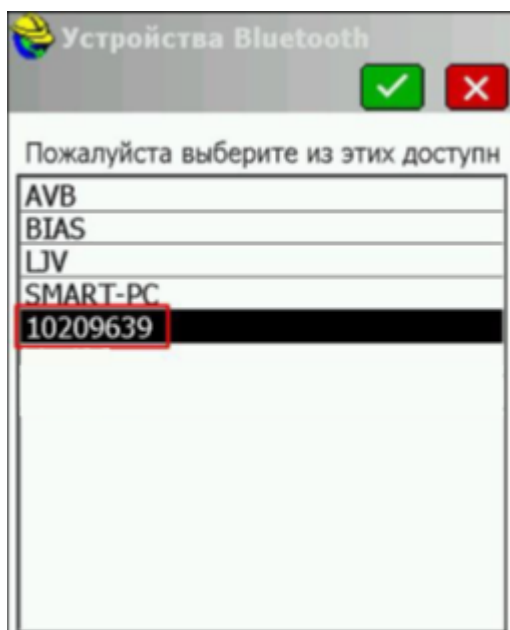 Устройства Bluetooth
Пожалуйста выберите из этих доступн
AVB
BIAS
LJV
SMART-PC
10209639